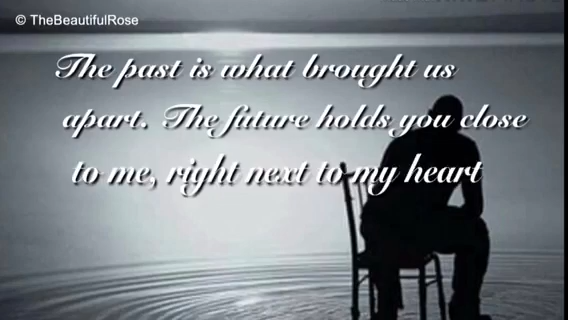 © TheBeautifulRose
The past is what brought us
apart. The future holds you close
to me, right next to my heart